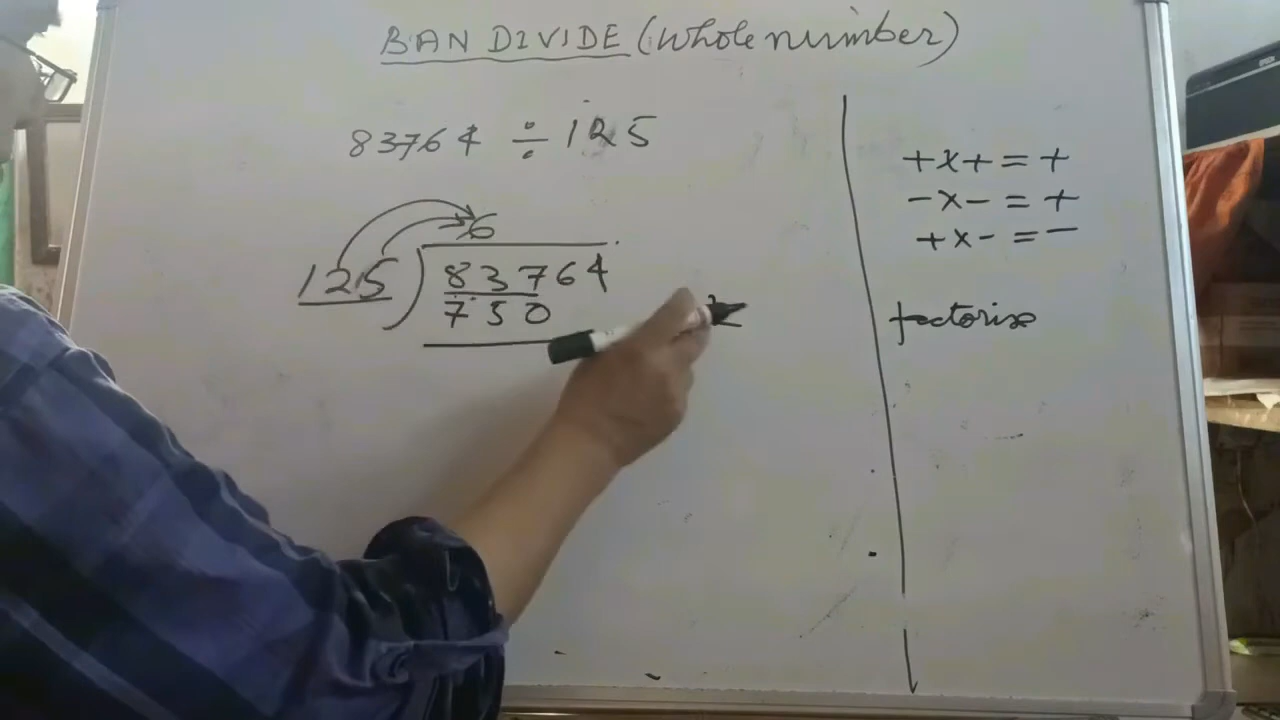 BAN DIVIDE (Whole number)
83764 ÷ 125
6
125) 83764
750
+ x + = +
- x - = +
+ x - = -
factorise